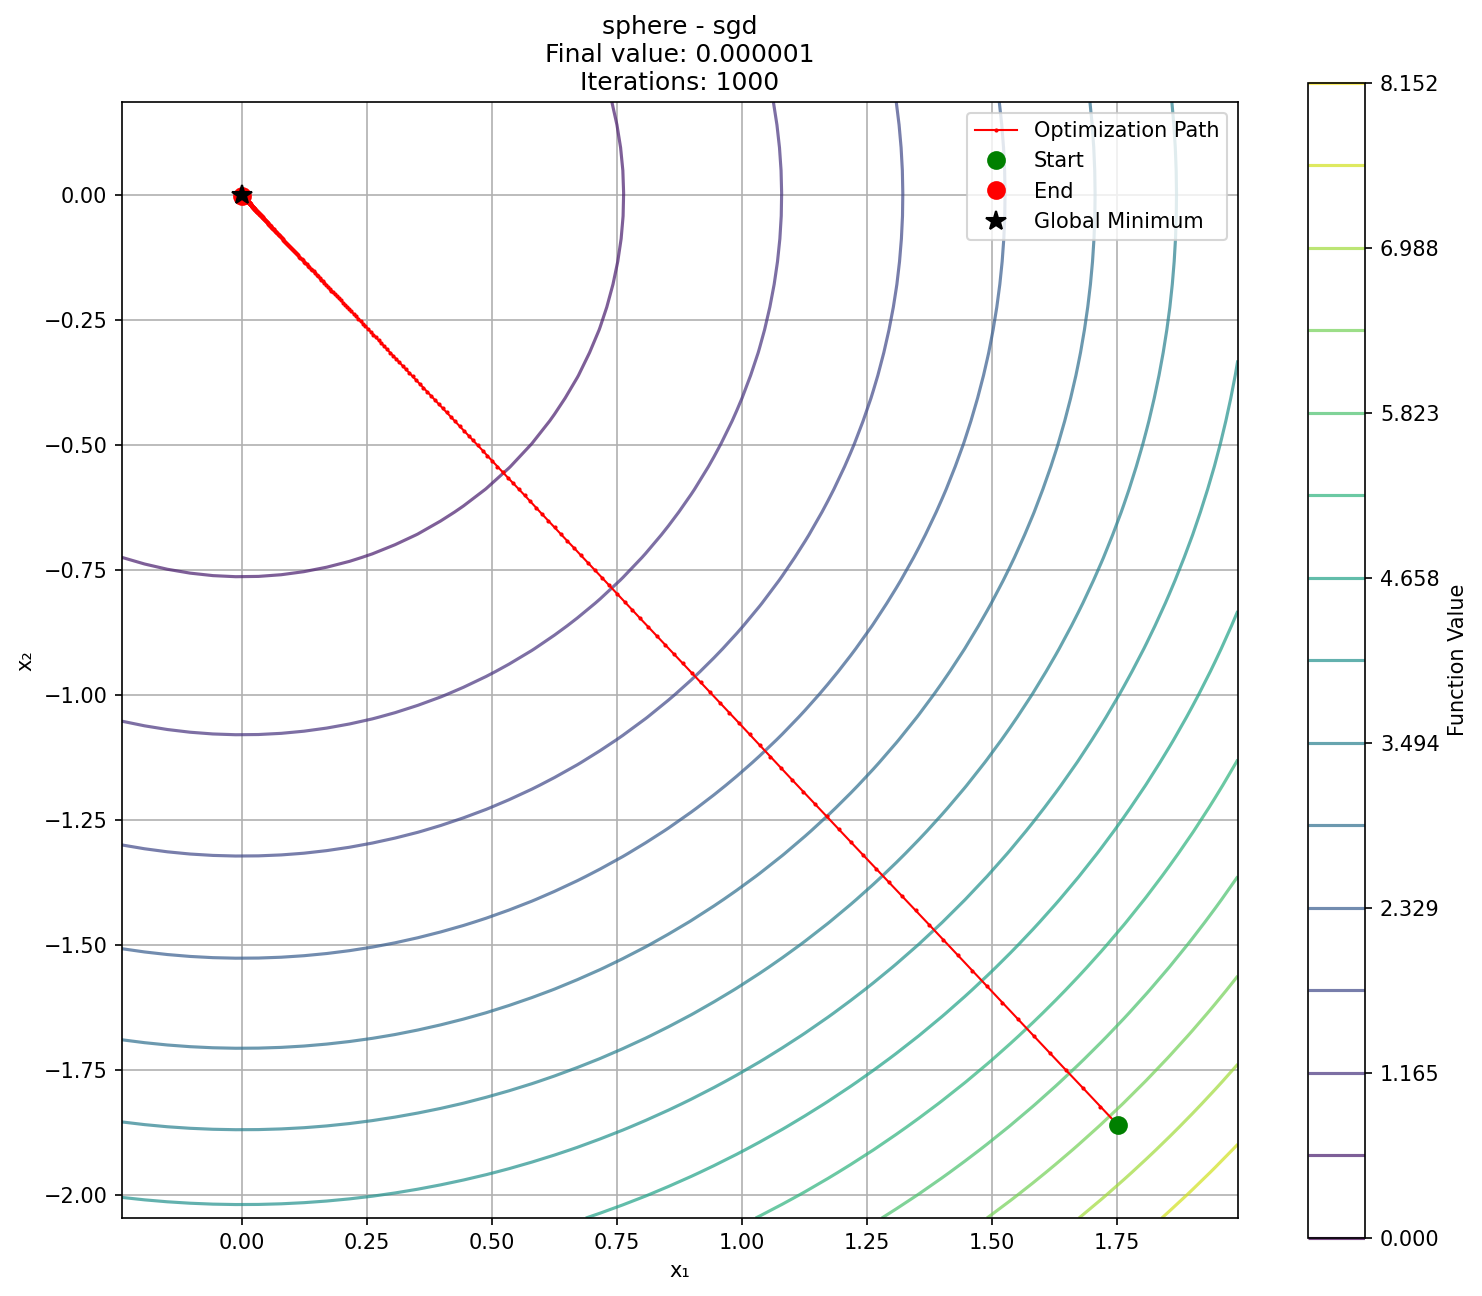 sphere - sgd
Final value: 0.000001
Iterations: 1000
Optimization Path
Start
End
Global Minimum
0.00
−0.25
−0.50
−0.75
−1.00
−1.25
−1.50
−1.75
−2.00
x₂
0.00 0.25 0.50 0.75 1.00 1.25 1.50 1.75
x₁
8.152
6.988
5.823
4.658
3.494
2.329
1.165
0.000
Function Value